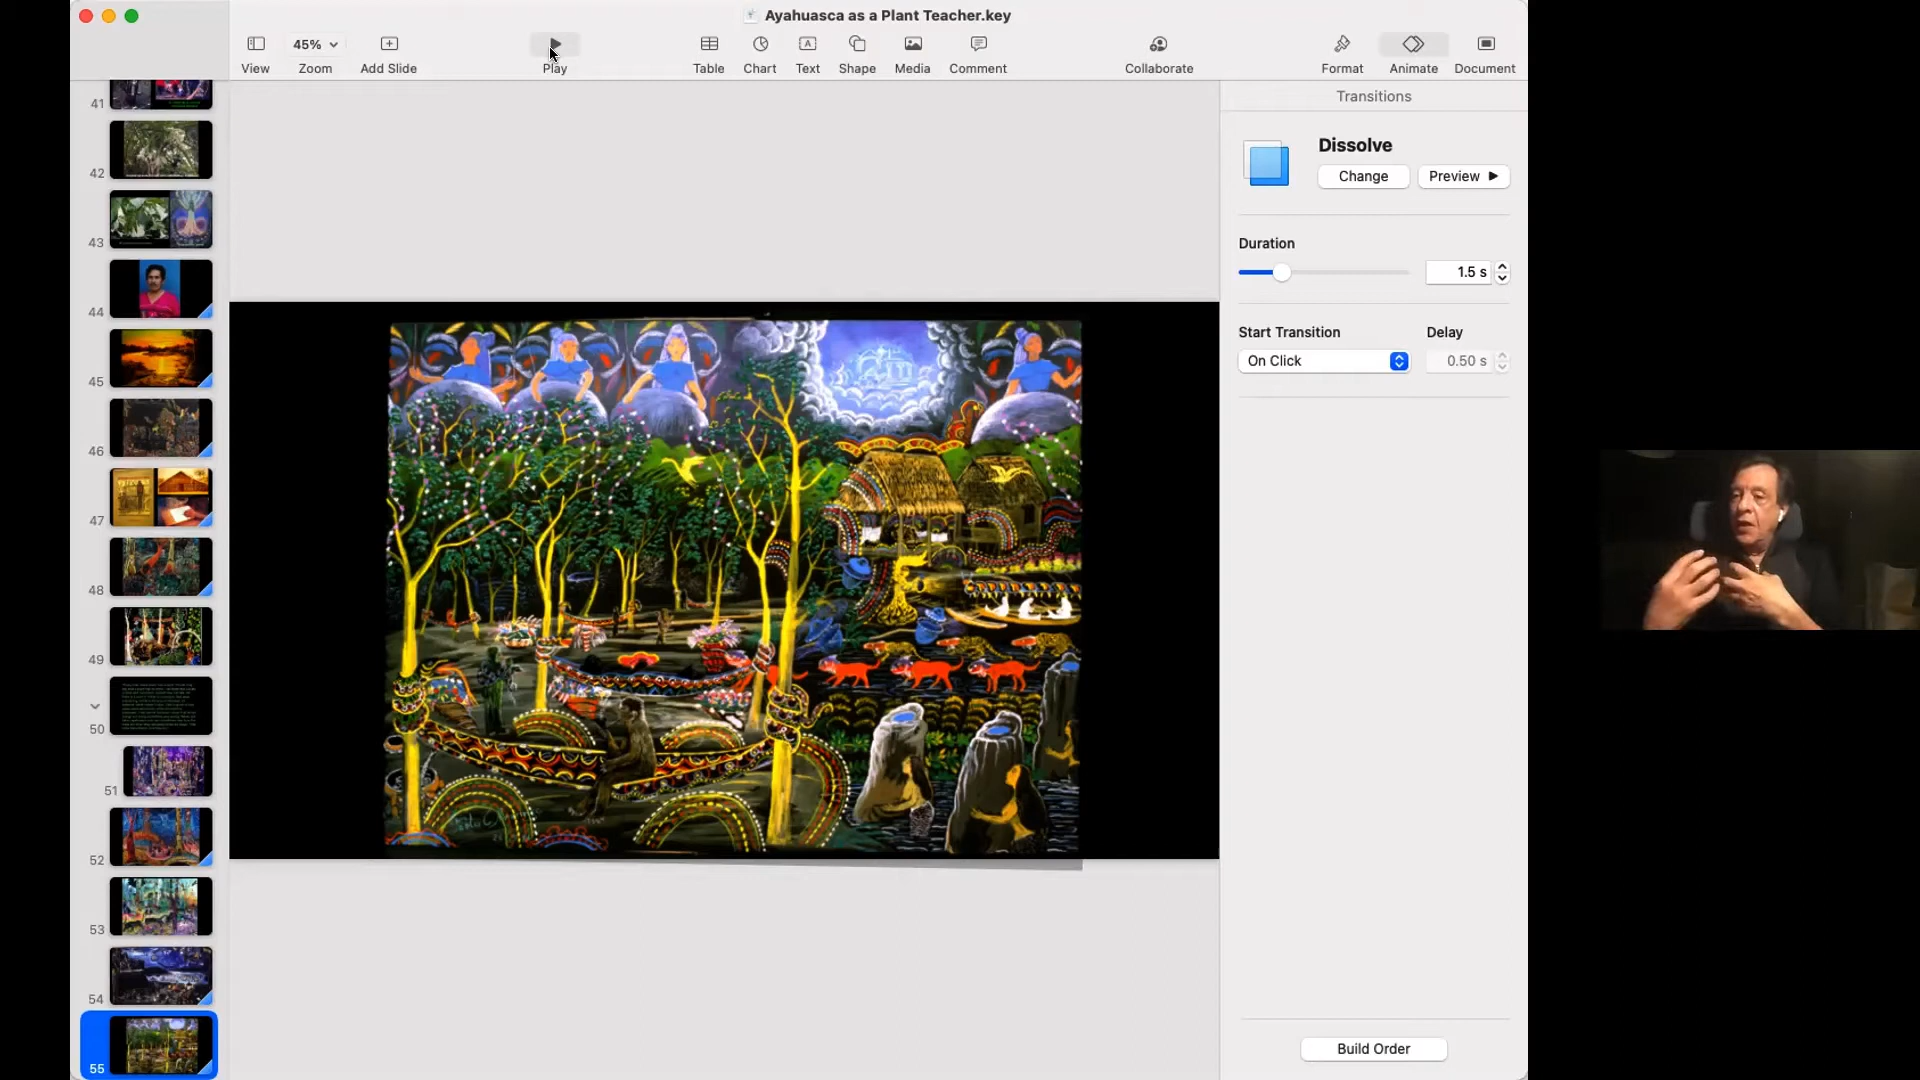 Ayahuasca as a Plant Teacher.key
45%
View
Zoom
Add Slide
Play
Table
Chart
Text
Shape
Media
Comment
Collaborate
Format
Animate
Document
41
42
43
44
45
46
47
48
49
50
51
52
53
54
55
Transitions
Dissolve
Change
Preview
Duration
1.5 s
Start Transition
Delay
On Click
0.50 s
Build Order